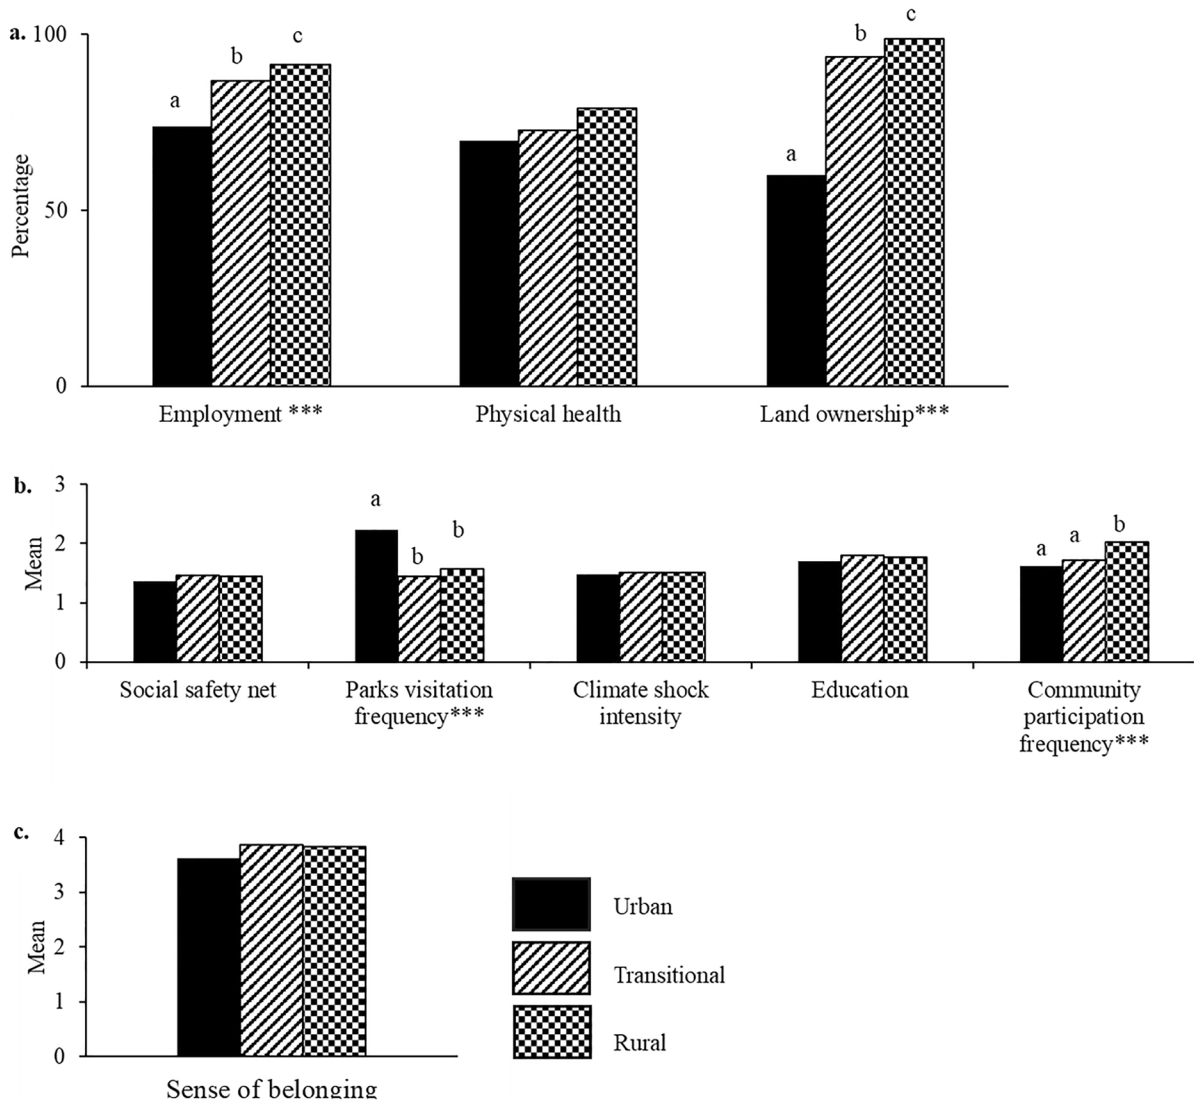 a. 100
c
b
c
b
a
a
Percentage
50
0
Employment ***
Physical health
Land ownership***
b. 3
a
b
b
b
a
a
2
Mean
1
0
Social safety net
Parks visitation
frequency***
Climate shock
intensity
Education
Community
participation
frequency***
c. 4
3
2
Mean
1
0
Sense of belonging
Urban
Transitional
Rural